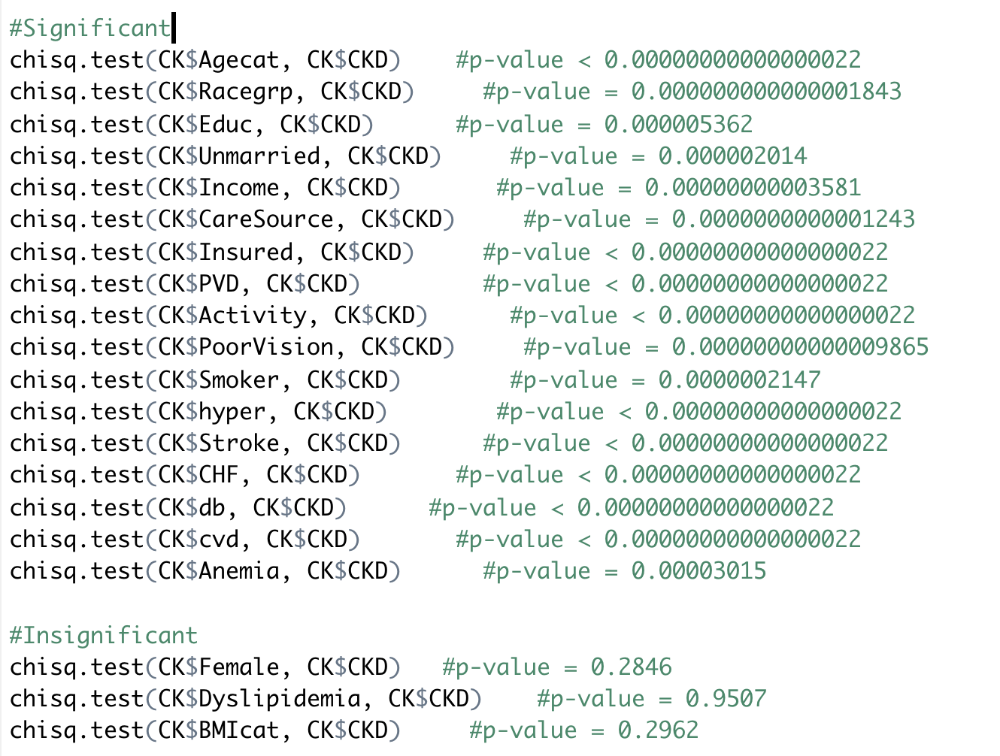 #Significant
chisq.test(CK$Agecat, CK$CKD)    #p-value < 0.00000000000000022
chisq.test(CK$Racegrp, CK$CKD)     #p-value = 0.000000000000001843
chisq.test(CK$Educ, CK$CKD)      #p-value = 0.000005362
chisq.test(CK$Unmarried, CK$CKD)     #p-value = 0.000002014
chisq.test(CK$Income, CK$CKD)       #p-value = 0.00000000003581
chisq.test(CK$CareSource, CK$CKD)     #p-value = 0.0000000000001243
chisq.test(CK$Insured, CK$CKD)     #p-value < 0.00000000000000022
chisq.test(CK$PVD, CK$CKD)         #p-value < 0.00000000000000022
chisq.test(CK$Activity, CK$CKD)      #p-value < 0.00000000000000022
chisq.test(CK$PoorVision, CK$CKD)     #p-value = 0.00000000000009865
chisq.test(CK$Smoker, CK$CKD)        #p-value = 0.0000002147
chisq.test(CK$hyper, CK$CKD)        #p-value < 0.00000000000000022
chisq.test(CK$Stroke, CK$CKD)      #p-value < 0.00000000000000022
chisq.test(CK$CHF, CK$CKD)       #p-value < 0.00000000000000022
chisq.test(CK$db, CK$CKD)      #p-value < 0.00000000000000022
chisq.test(CK$cvd, CK$CKD)       #p-value < 0.00000000000000022
chisq.test(CK$Anemia, CK$CKD)      #p-value = 0.00003015
#Insignificant
chisq.test(CK$Female, CK$CKD)   #p-value = 0.2846
chisq.test(CK$Dyslipidemia, CK$CKD)    #p-value = 0.9507
chisq.test(CK$BMIcat, CK$CKD)     #p-value = 0.2962